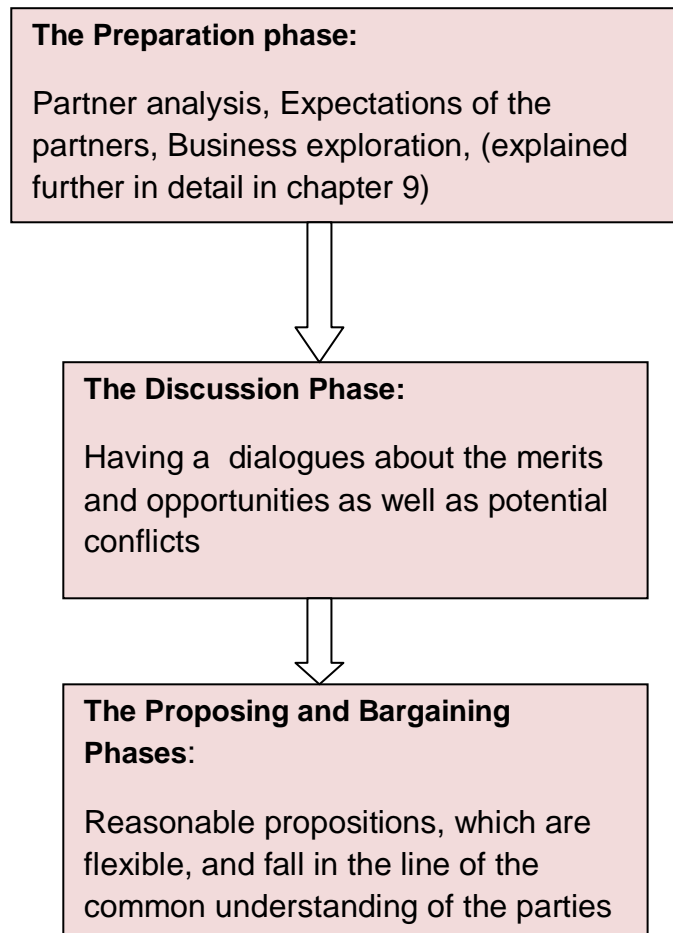 The Preparation phase:
Partner analysis, Expectations of the
partners, Business exploration, (explained
further in detail in chapter 9)
The Discussion Phase:
Having a  dialogues about the merits
and opportunities as well as potential
conflicts
The Proposing and Bargaining
Phases:
Reasonable propositions, which are
flexible, and fall in the line of the
common understanding of the parties